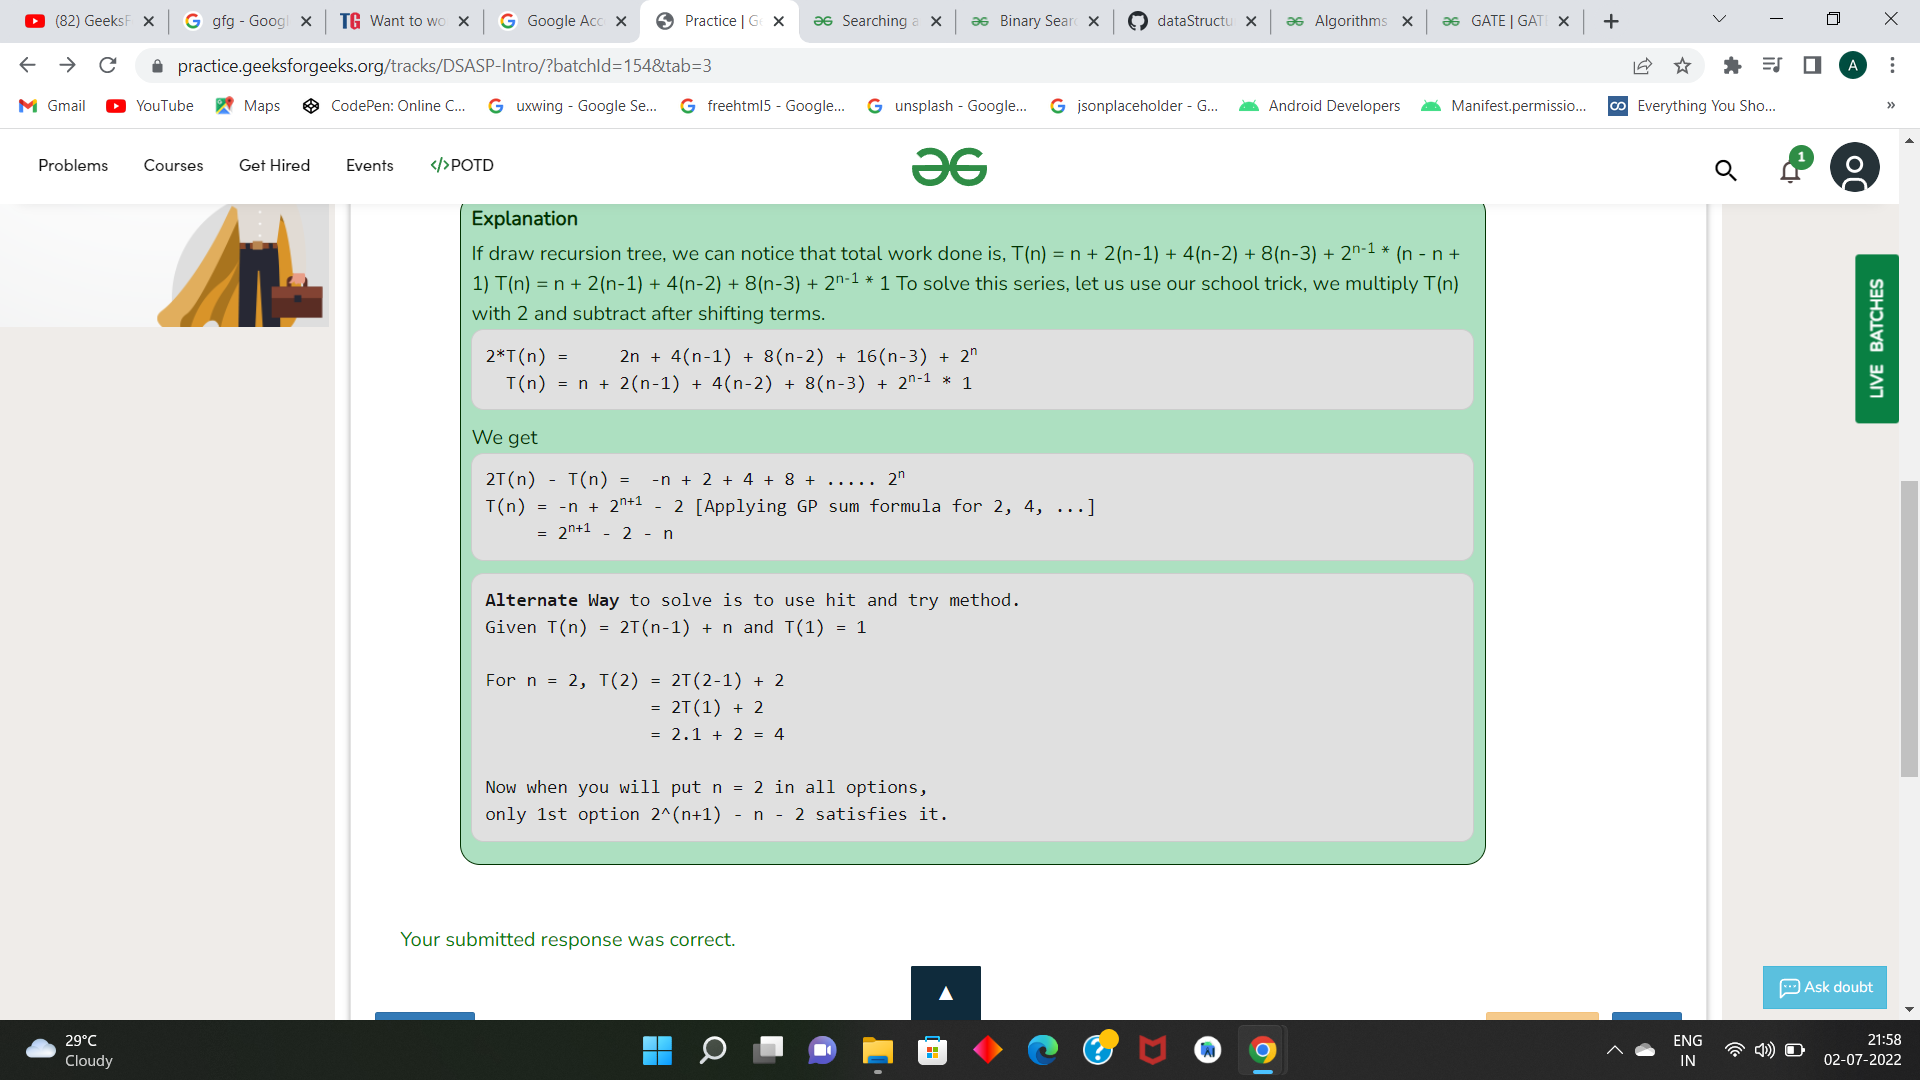 (82) GeeksF
gfg - Goog
TG Want to wo
Google Acc
Practice | G
Searching a
Binary Sear
dataStructu
Algorithms
GATE | GAT
practice.geeksforgeeks.org/tracks/DSASP-Intro/?batchId=154&tab=3
A
Gmail
YouTube
Maps
CodePen: Online C...
uxwing - Google Se...
freehtml5 - Google...
unsplash - Google...
jsonplaceholder - G...
Android Developers
Manifest.permissio...
Everything You Sho...
»
Problems
Courses
Get Hired
Events
</>POTD
1
Explanation
If draw recursion tree, we can notice that total work done is, T(n) = n + 2(n-1) + 4(n-2) + 8(n-3) + 2ⁿ⁻¹ * (n - n +
1) T(n) = n + 2(n-1) + 4(n-2) + 8(n-3) + 2ⁿ⁻¹ * 1 To solve this series, let us use our school trick, we multiply T(n)
with 2 and subtract after shifting terms.
2*T(n) =     2n + 4(n-1) + 8(n-2) + 16(n-3) + 2ⁿ
T(n) = n + 2(n-1) + 4(n-2) + 8(n-3) + 2ⁿ⁻¹ * 1
We get
2T(n) - T(n) =  -n + 2 + 4 + 8 + ..... 2ⁿ
T(n) = -n + 2ⁿ⁺¹ - 2 [Applying GP sum formula for 2, 4, ...]
= 2ⁿ⁺¹ - 2 - n
Alternate Way to solve is to use hit and try method.
Given T(n) = 2T(n-1) + n and T(1) = 1
For n = 2, T(2) = 2T(2-1) + 2
= 2T(1) + 2
= 2.1 + 2 = 4
Now when you will put n = 2 in all options,
only 1st option 2^(n+1) - n - 2 satisfies it.
LIVE BATCHES
Your submitted response was correct.
▲
Ask doubt
29°C
Cloudy
ENG
IN
21:58
02-07-2022